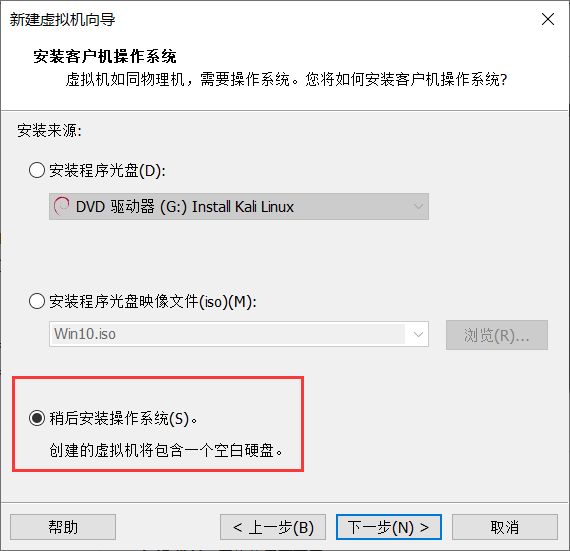 新建虚拟机向导
安装客户机操作系统
虚拟机如同物理机，需要操作系统。您将如何安装客户机操作系统?
安装来源:
安装程序光盘(D):
DVD 驱动器 (G:) Install Kali Linux
安装程序光盘映像文件(iso)(M):
Win10.iso
浏览(R)...
稍后安装操作系统(S)。
创建的虚拟机将包含一个空白硬盘。
帮助
< 上一步(B)
下一步(N) >
取消